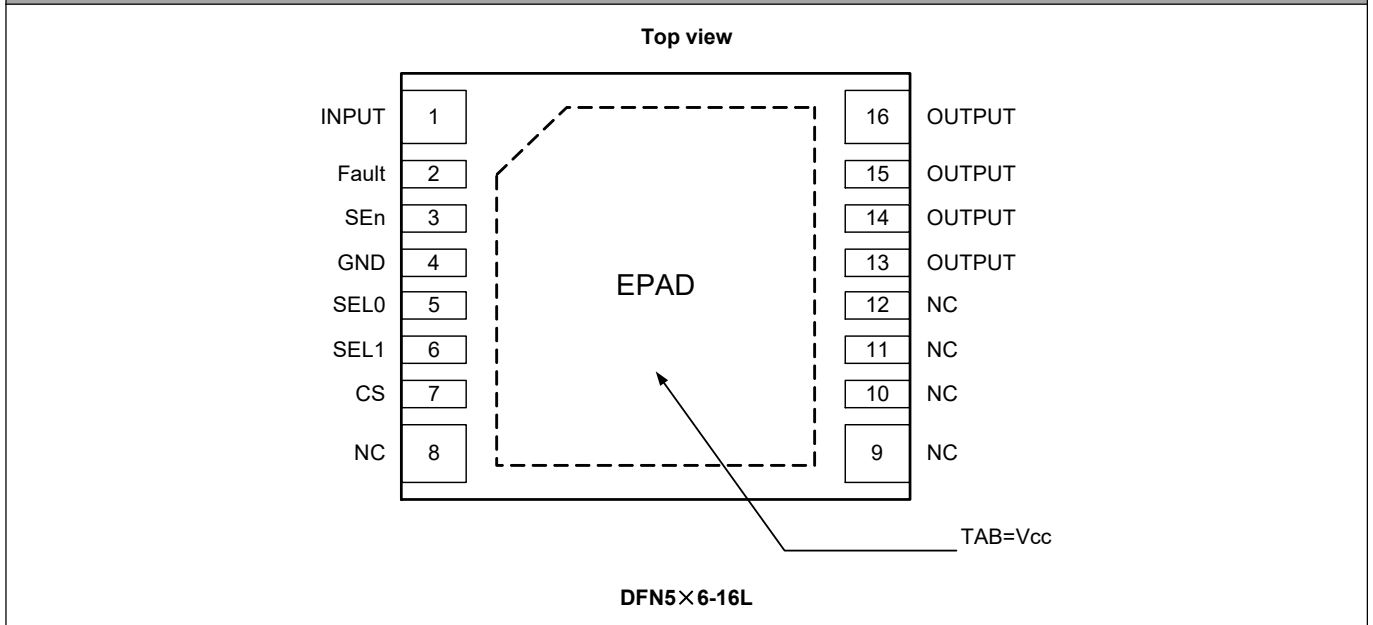 Top view
INPUT 1 16 OUTPUT
Fault 2 15 OUTPUT
SEn 3 14 OUTPUT
GND 4 13 OUTPUT
EPAD
SEL0 5 12 NC
SEL1 6 11 NC
CS 7 10 NC
NC 8 9 NC
TAB=Vcc
DFN5×6-16L